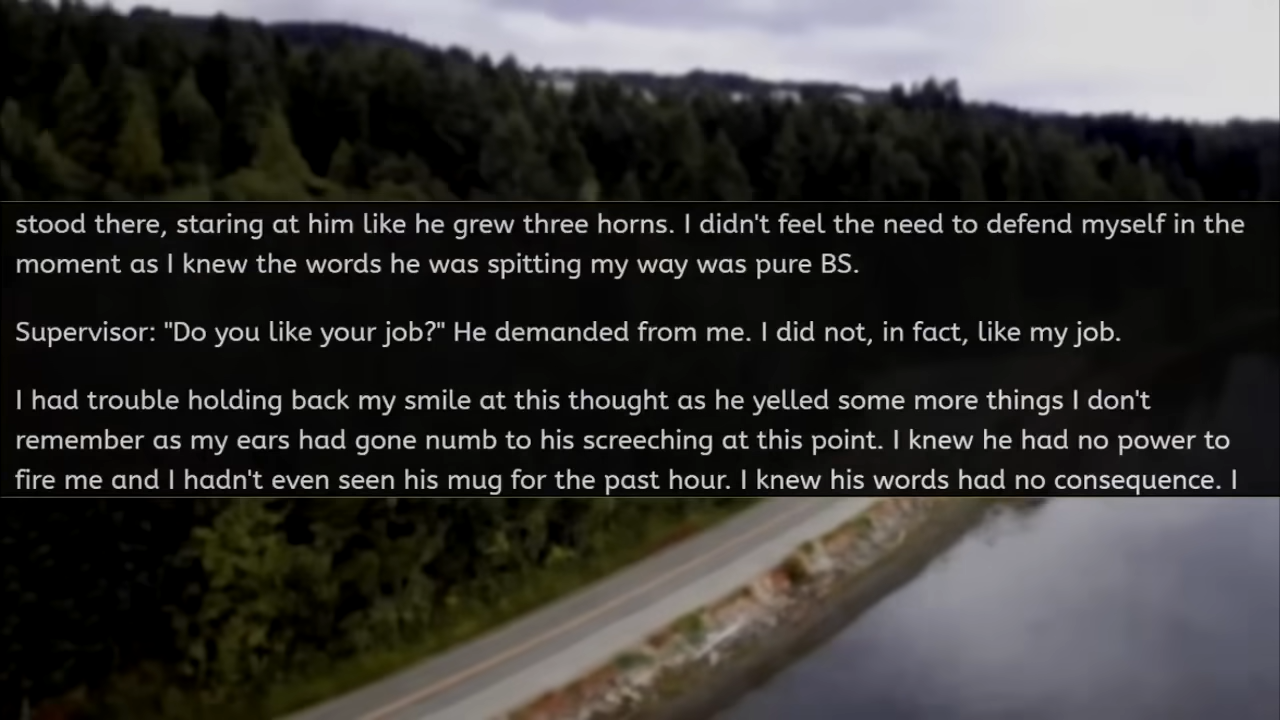 stood there, staring at him like he grew three horns. I didn't feel the need to defend myself in the
moment as I knew the words he was spitting my way was pure BS.
Supervisor: "Do you like your job?" He demanded from me. I did not, in fact, like my job.
I had trouble holding back my smile at this thought as he yelled some more things I don't
remember as my ears had gone numb to his screeching at this point. I knew he had no power to
fire me and I hadn't even seen his mug for the past hour. I knew his words had no consequence. I